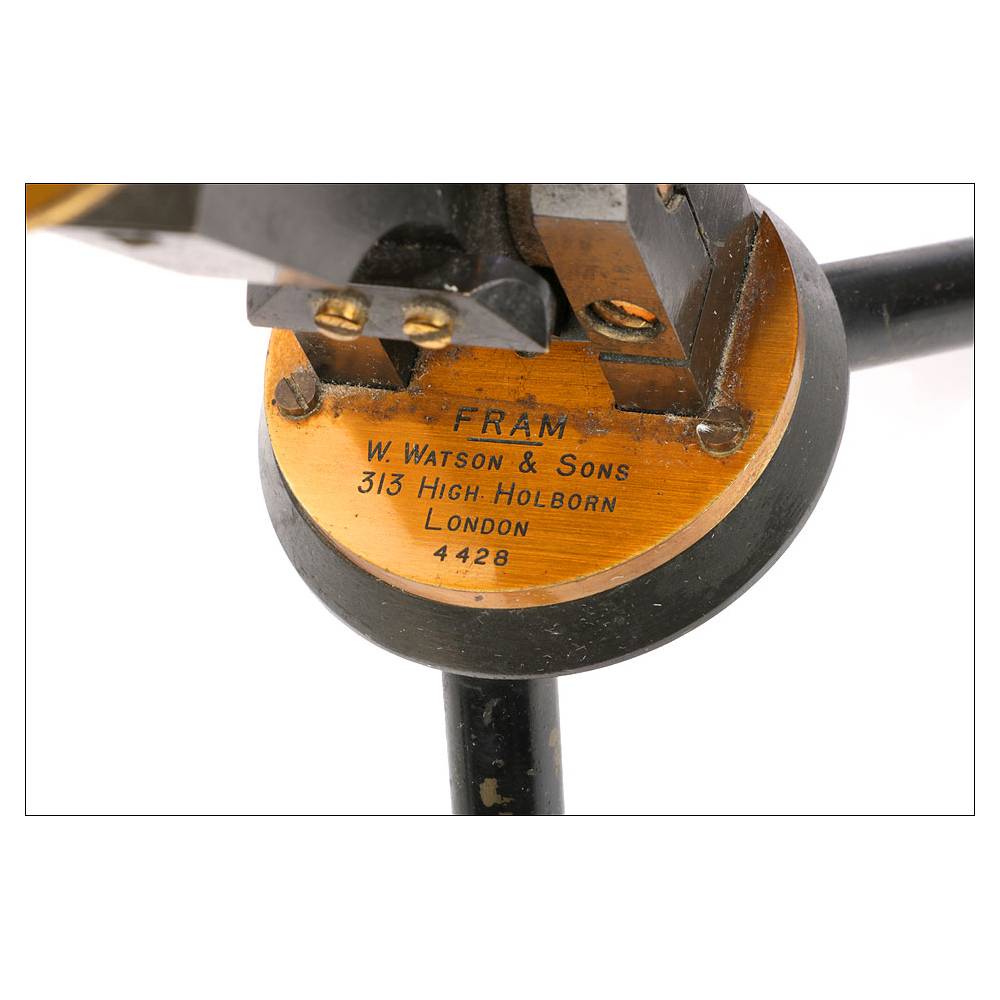 FRAM
W. WATSON & SONS
313 HIGH HOLBORN
LONDON
4428